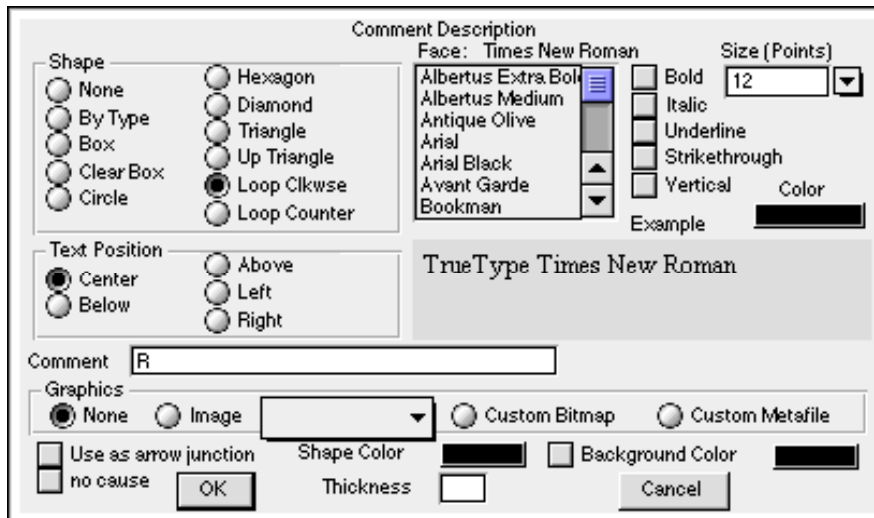 Comment Description
Shape
None
By Type
Box
Clear Box
Circle
Hexagon
Diamond
Triangle
Up Triangle
Loop Clkwse
Loop Counter
Face: Times New Roman
Albertus Extra Bol
Albertus Medium
Antique Olive
Arial
Arial Black
Avant Garde
Bookman
Bold
Italic
Underline
Strikethrough
Vertical
Size (Points)
12
Color
Example
TrueType Times New Roman
Text Position
Center
Below
Above
Left
Right
Comment R
Graphics
None Image Custom Bitmap Custom Metafile
Use as arrow junction Shape Color Background Color
no cause OK Thickness Cancel